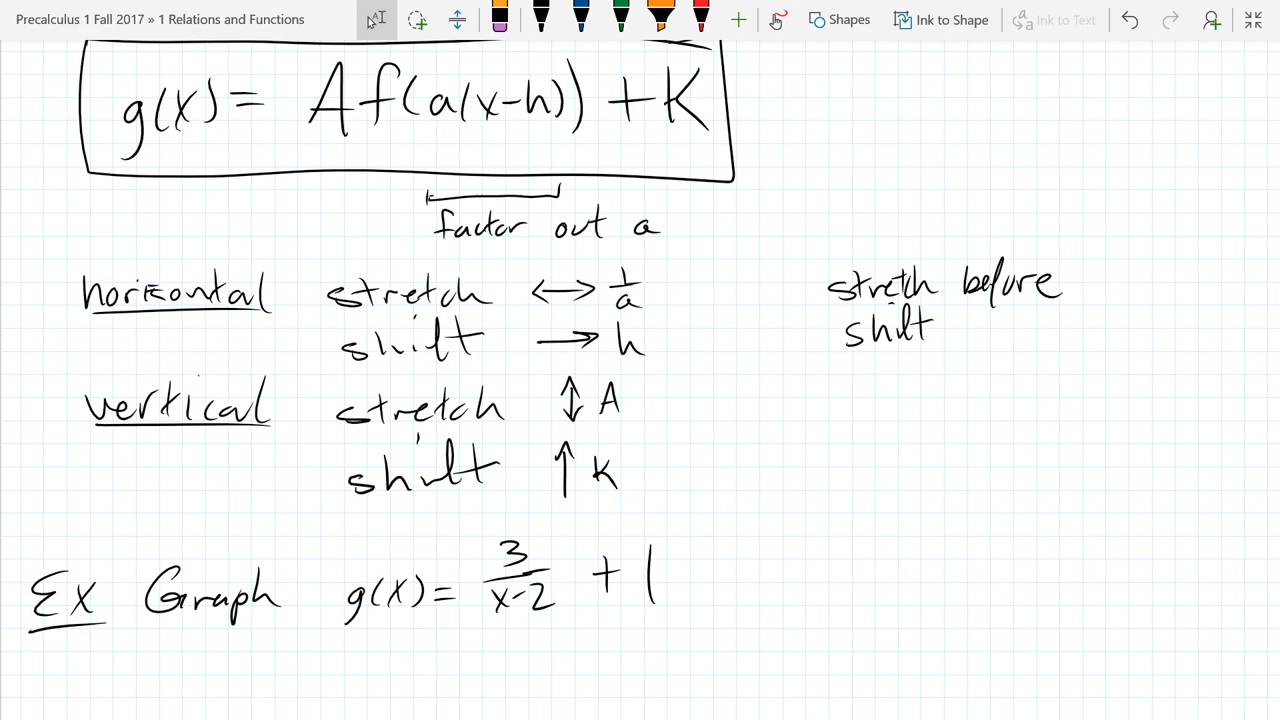 Precalculus 1 Fall 2017 » 1 Relations and Functions
Shapes
Ink to Shape
Ink to Text
g(x) = Af(a(x-h)) + K
factor out a
horizontal stretch ↔ 1/a
shift → h
stretch before
shift
vertical stretch ↕ A
shift ↑ K
Ex Graph g(x) = 3/(x-2) + 1